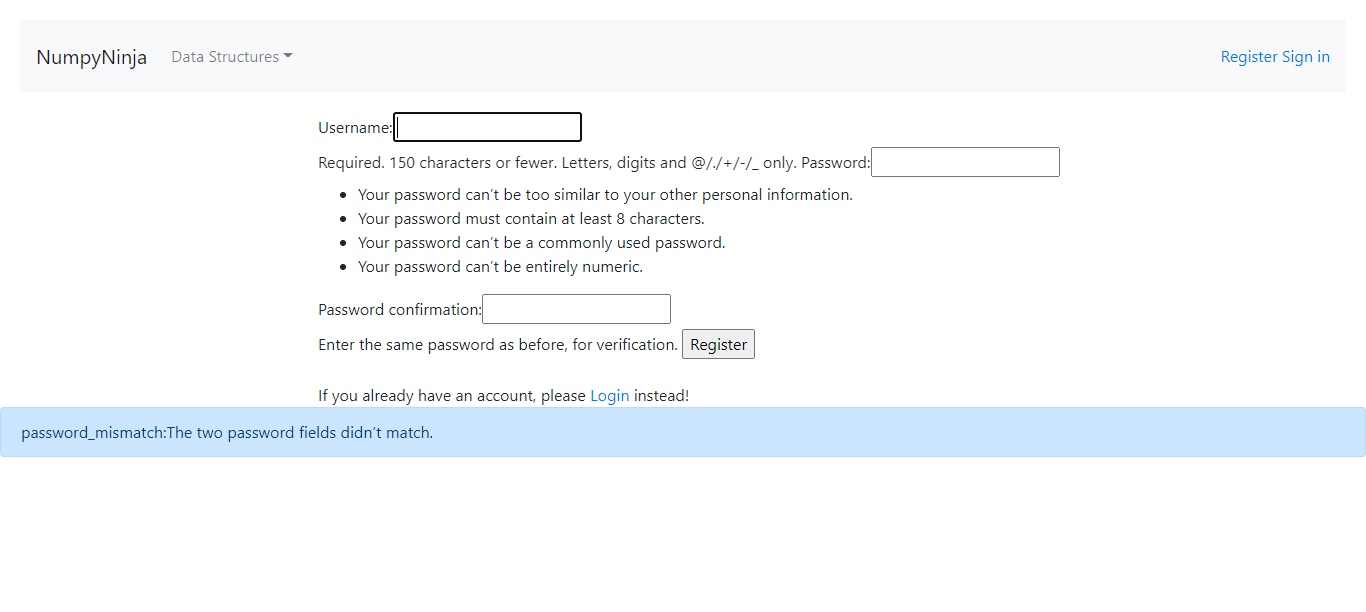 NumpyNinja Data Structures Register Sign in
Username:
Required. 150 characters or fewer. Letters, digits and @/./+/-/_ only. Password:
• Your password can't be too similar to your other personal information.
• Your password must contain at least 8 characters.
• Your password can't be a commonly used password.
• Your password can't be entirely numeric.
Password confirmation:
Enter the same password as before, for verification. Register
If you already have an account, please Login instead!
password_mismatch:The two password fields didn't match.